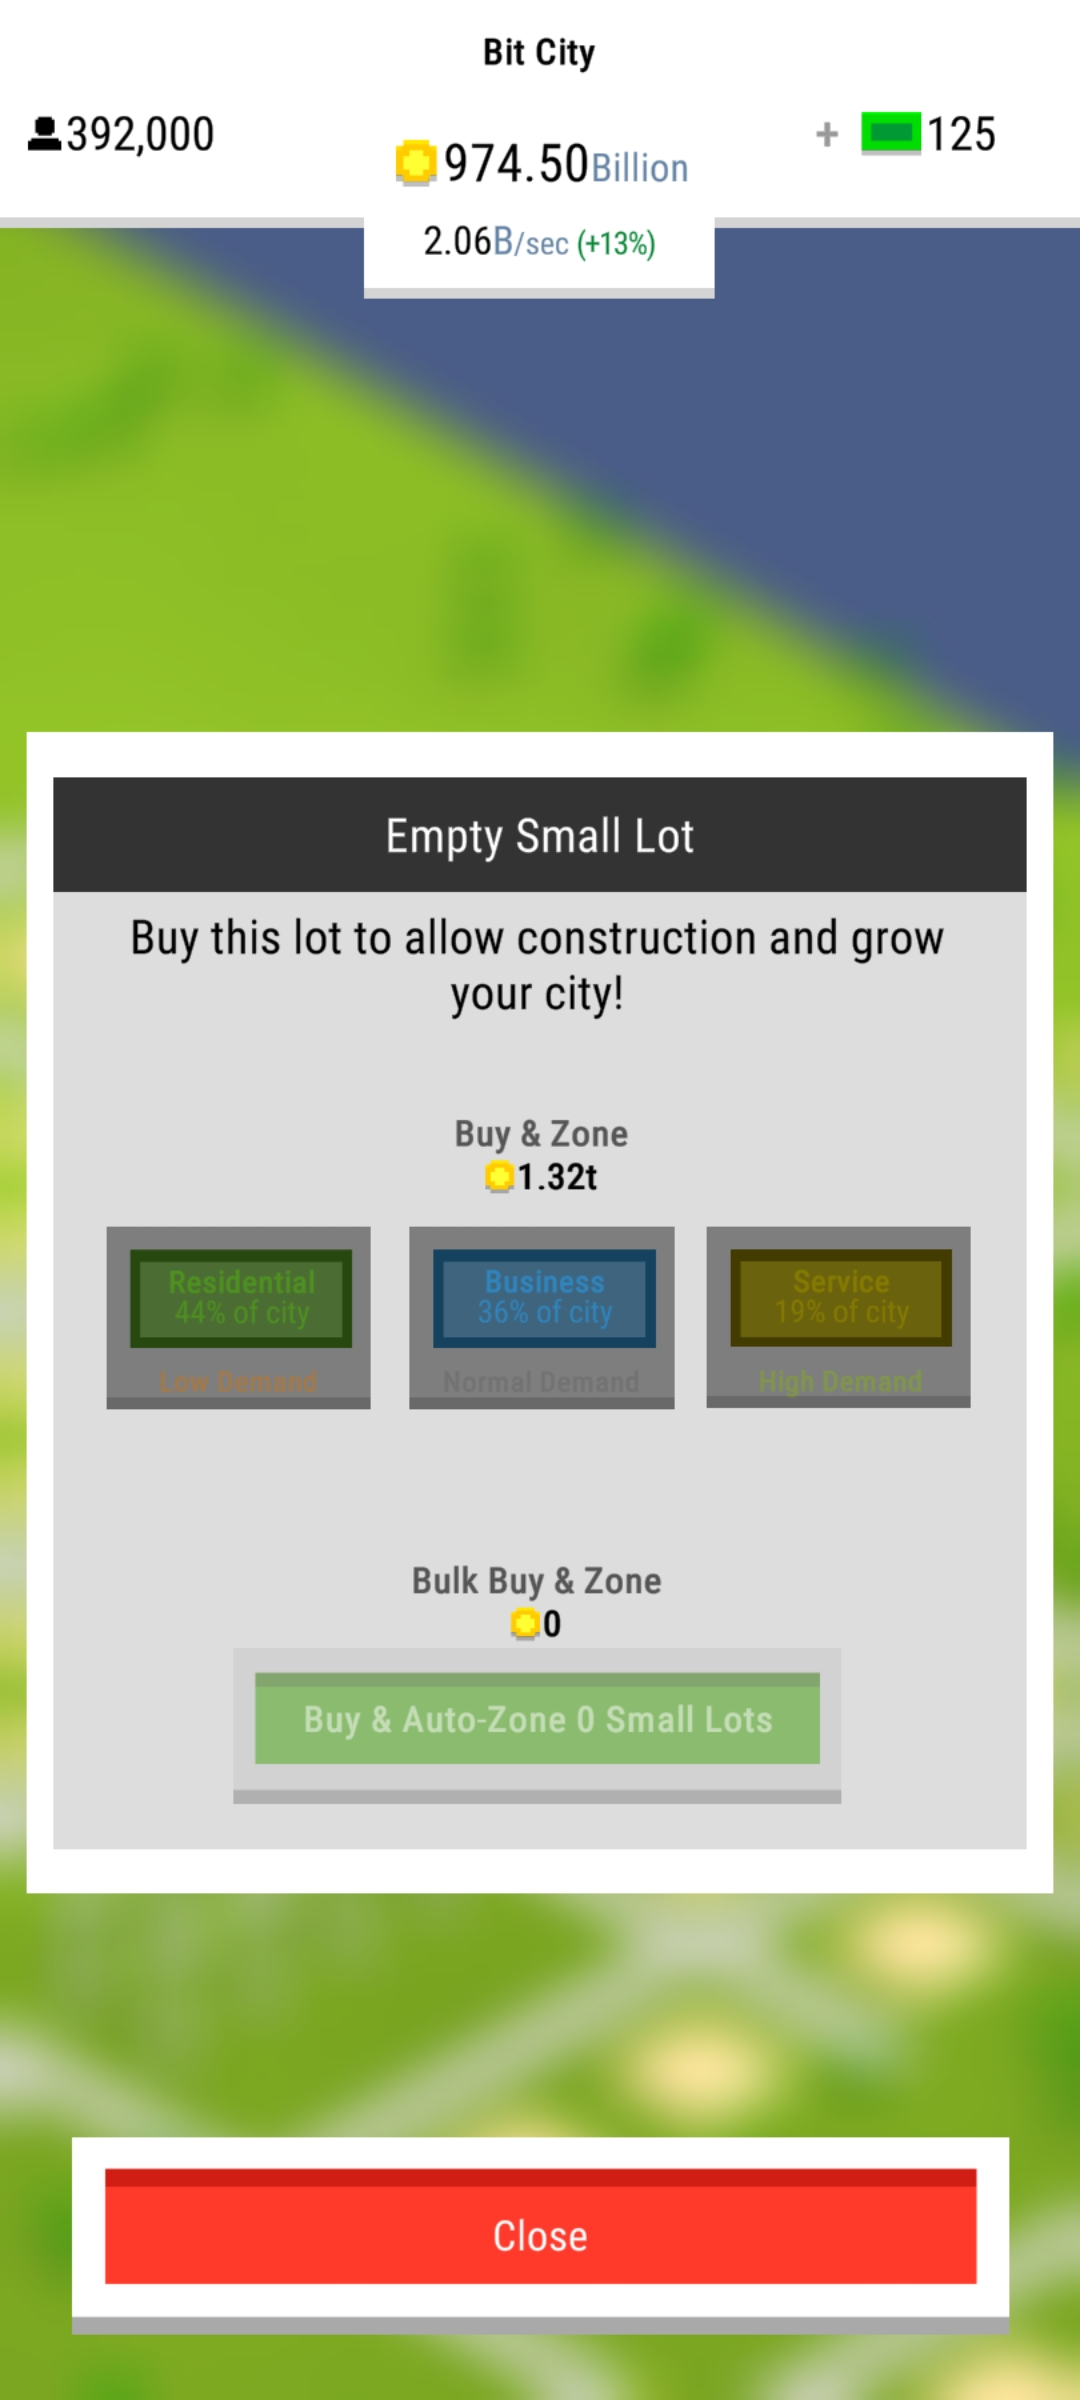 Bit City
392,000
974.50Billion
+ 125
2.06B/sec (+13%)
Empty Small Lot
Buy this lot to allow construction and grow
your city!
Buy & Zone
1.32t
Residential
44% of city
Low Demand
Business
36% of city
Normal Demand
Service
19% of city
High Demand
Bulk Buy & Zone
0
Buy & Auto-Zone 0 Small Lots
Close